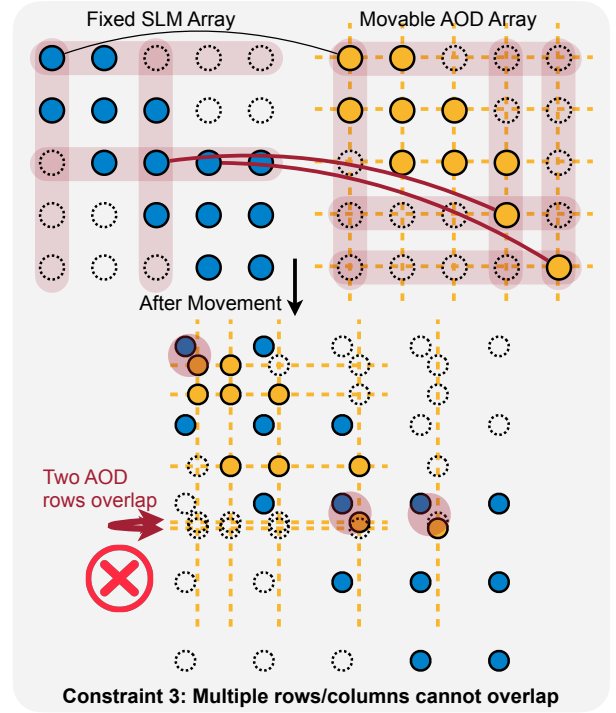 Fixed SLM Array
Movable AOD Array
After Movement
Two AOD
rows overlap
Constraint 3: Multiple rows/columns cannot overlap